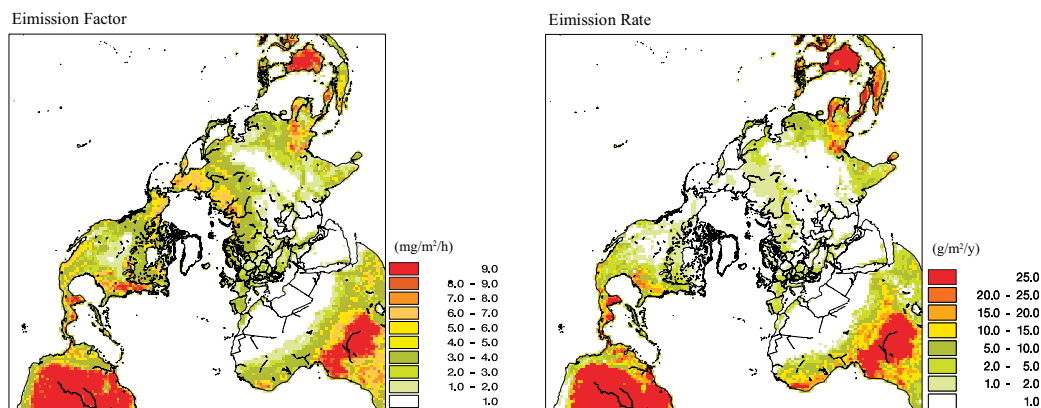 Eimission Factor
(mg/m²/h)
9.0
8.0 - 9.0
7.0 - 8.0
6.0 - 7.0
5.0 - 6.0
4.0 - 5.0
3.0 - 4.0
2.0 - 3.0
1.0 - 2.0
1.0
Eimission Rate
(g/m²/y)
25.0
20.0 - 25.0
15.0 - 20.0
10.0 - 15.0
5.0 - 10.0
2.0 - 5.0
1.0 - 2.0
1.0